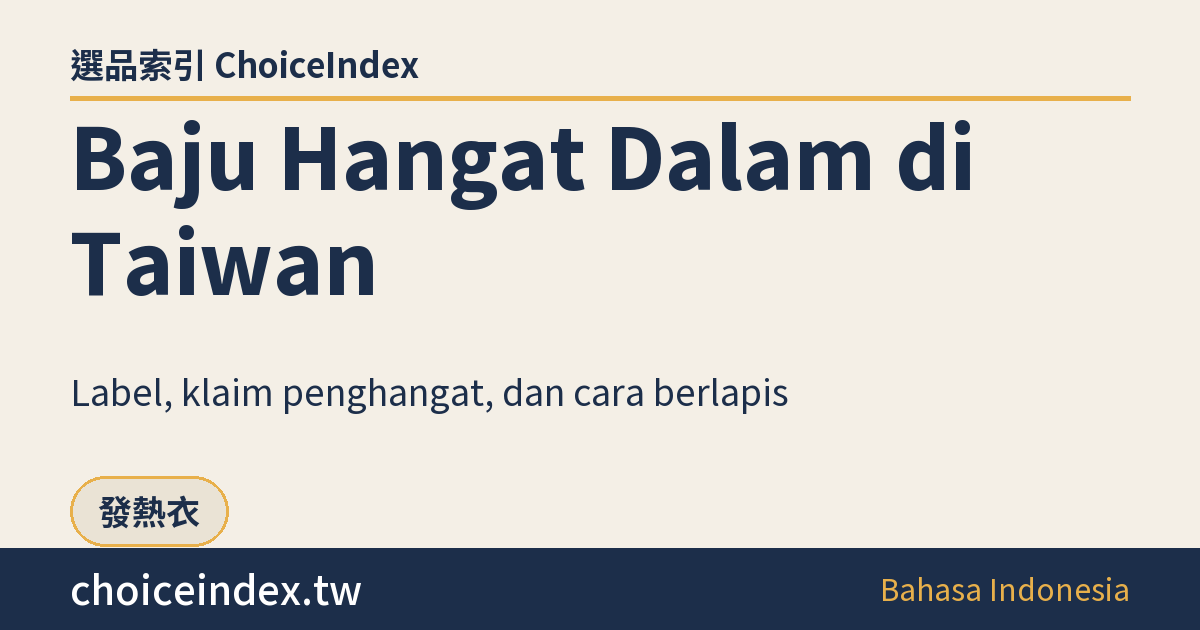 選品索引 ChoiceIndex
Baju Hangat Dalam di
Taiwan
Label, klaim penghangat, dan cara berlapis
發熱衣
choiceindex.tw
Bahasa Indonesia